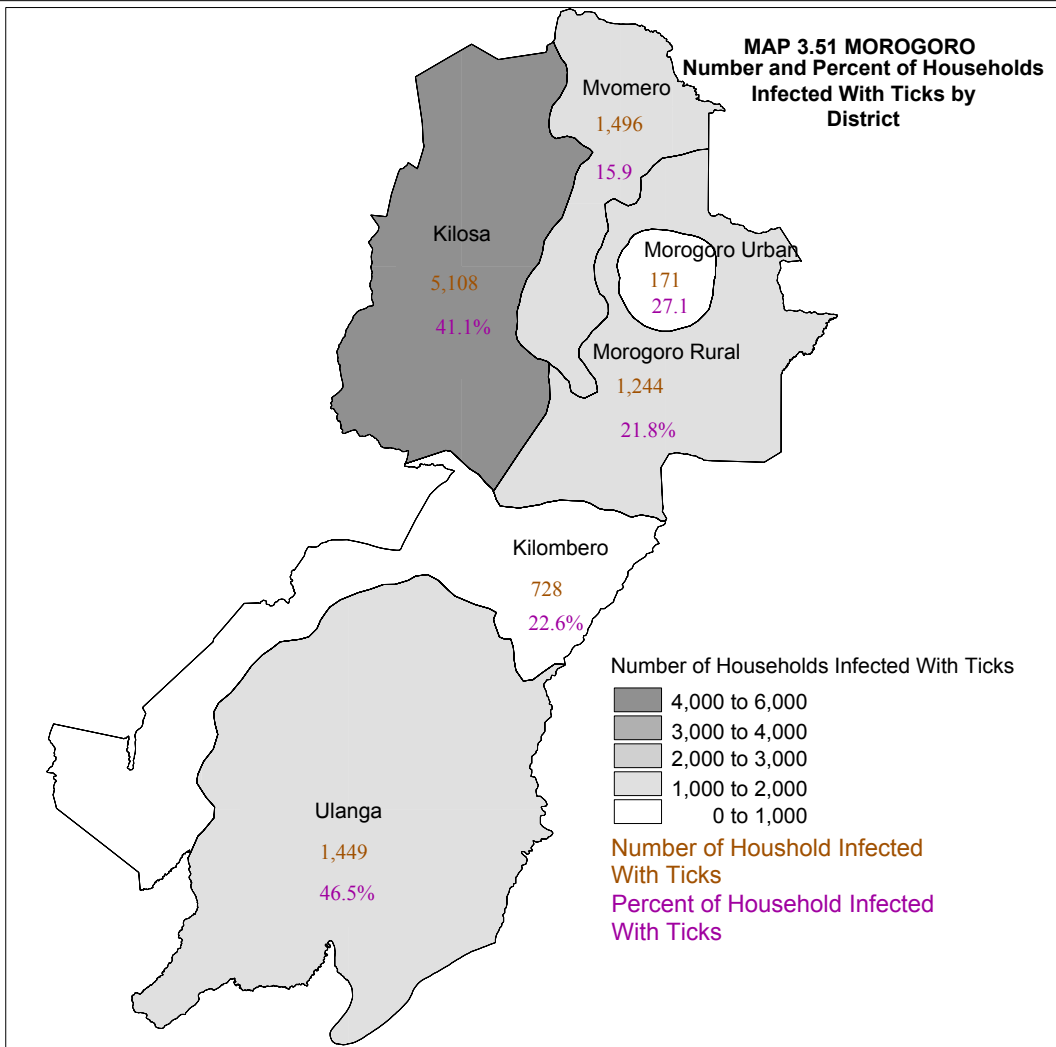 MAP 3.51 MOROGORO
Number and Percent of Households
Infected With Ticks by
District
Mvomero
1,496
15.9
Kilosa
5,108
41.1%
Morogoro Urban
171
27.1
Morogoro Rural
1,244
21.8%
Kilombero
728
22.6%
Ulanga
1,449
46.5%
Number of Households Infected With Ticks
4,000 to 6,000
3,000 to 4,000
2,000 to 3,000
1,000 to 2,000
0 to 1,000
Number of Houshold Infected
With Ticks
Percent of Household Infected
With Ticks